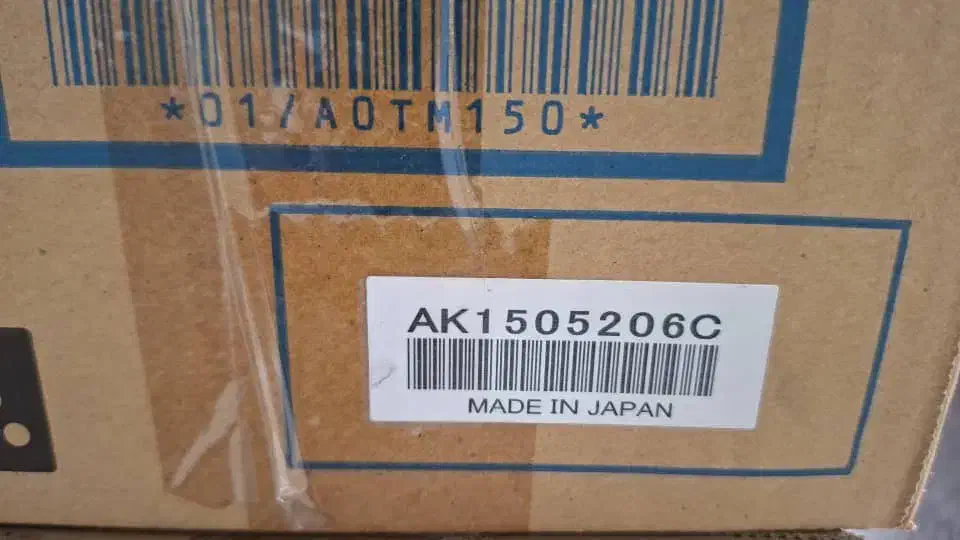 *01/A0TM150*
AK1505206C
MADE IN JAPAN